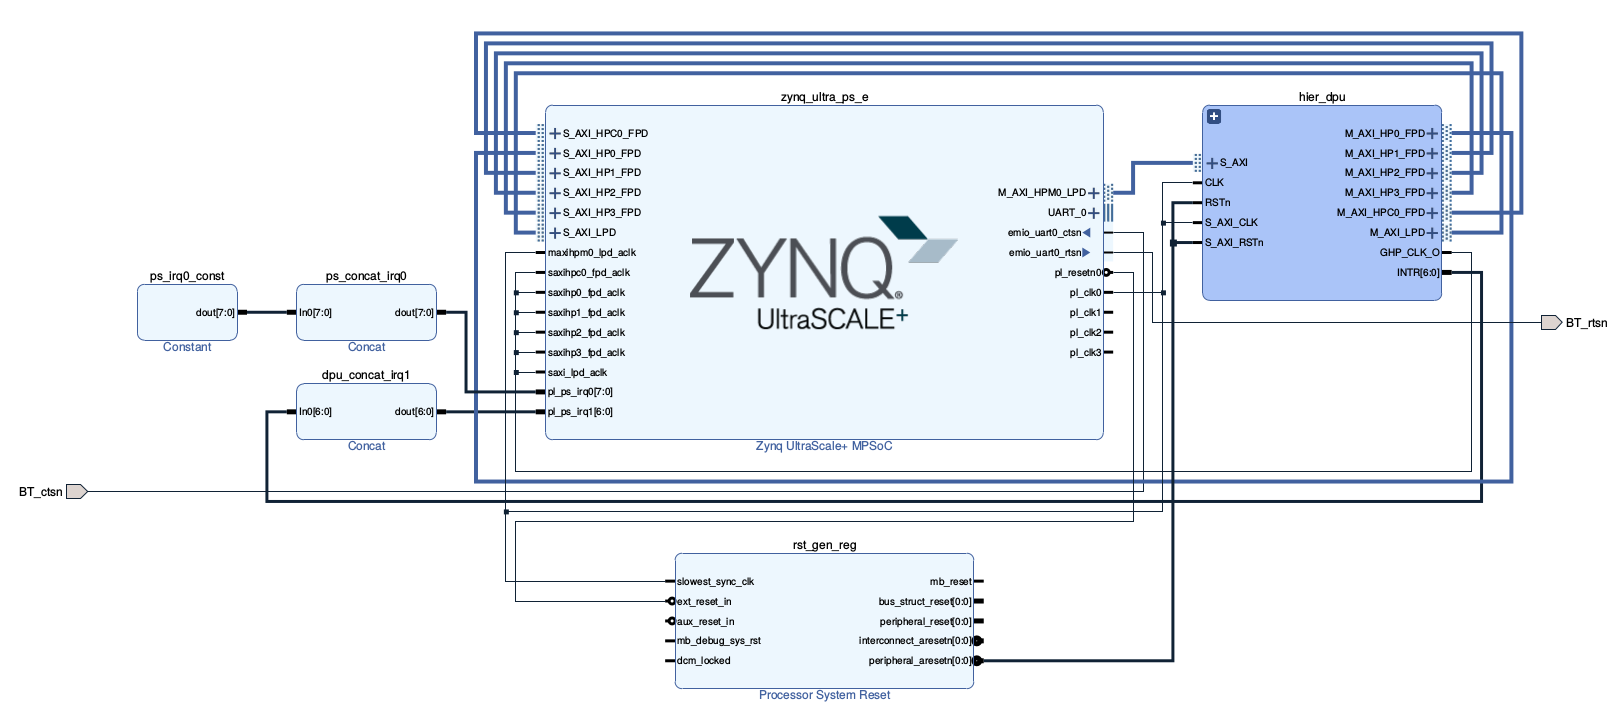 zynq_ultra_ps_e
S_AXI_HPC0_FPD
S_AXI_HP0_FPD
S_AXI_HP1_FPD
S_AXI_HP2_FPD
S_AXI_HP3_FPD
S_AXI_LPD
maxihpm0_lpd_aclk
saxihpc0_fpd_aclk
saxihp0_fpd_aclk
saxihp1_fpd_aclk
saxihp2_fpd_aclk
saxihp3_fpd_aclk
saxi_lpd_aclk
pl_ps_irq0[7:0]
pl_ps_irq1[6:0]
M_AXI_HPM0_LPD
UART_0
emio_uart0_ctsn
emio_uart0_rtsn
pl_resetn0
pl_clk0
pl_clk1
pl_clk2
pl_clk3
ZYNQ®
UltraSCALE+
Zynq UltraScale+ MPSoC
hier_dpu
S_AXI
CLK
RSTn
S_AXI_CLK
S_AXI_RSTn
M_AXI_HP0_FPD
M_AXI_HP1_FPD
M_AXI_HP2_FPD
M_AXI_HP3_FPD
M_AXI_HPC0_FPD
M_AXI_LPD
GHP_CLK_O
INTR[6:0]
ps_irq0_const
dout[7:0]
Constant
ps_concat_irq0
In0[7:0]
dout[7:0]
Concat
dpu_concat_irq1
In0[6:0]
dout[6:0]
Concat
BT_rtsn
BT_ctsn
rst_gen_reg
slowest_sync_clk
ext_reset_in
aux_reset_in
mb_debug_sys_rst
dcm_locked
mb_reset
bus_struct_reset[0:0]
peripheral_reset[0:0]
interconnect_aresetn[0:0]
peripheral_aresetn[0:0]
Processor System Reset